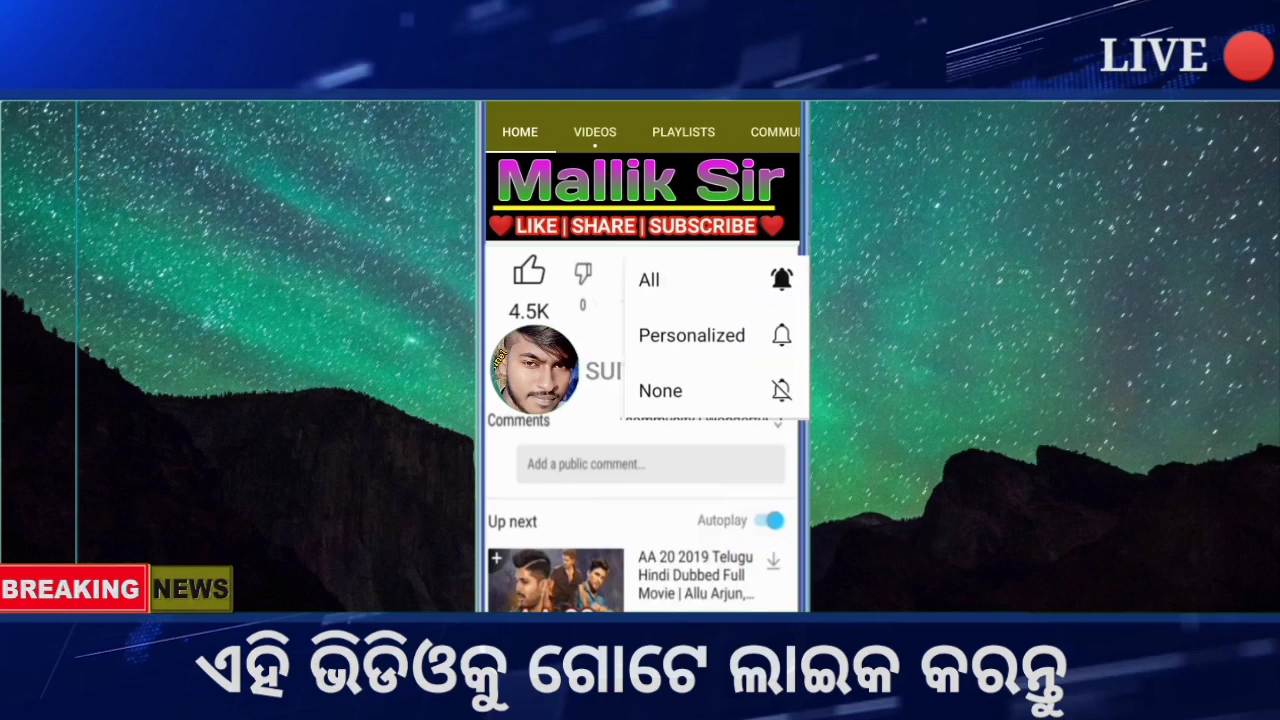 LIVE
HOME VIDEOS PLAYLISTS
Mallik Sir
LIKE | SHARE | SUBSCRIBE
All
4.5K
0
Personalized
None
Comments
Add a public comment...
Up next
Autoplay
AA 20 2019 Telugu
Hindi Dubbed Full
Movie | Allu Arjun,...
BREAKING NEWS
ଏହି ଭିଡିଓକୁ ଗୋଟେ ଲାଇକ କରନ୍ତୁ